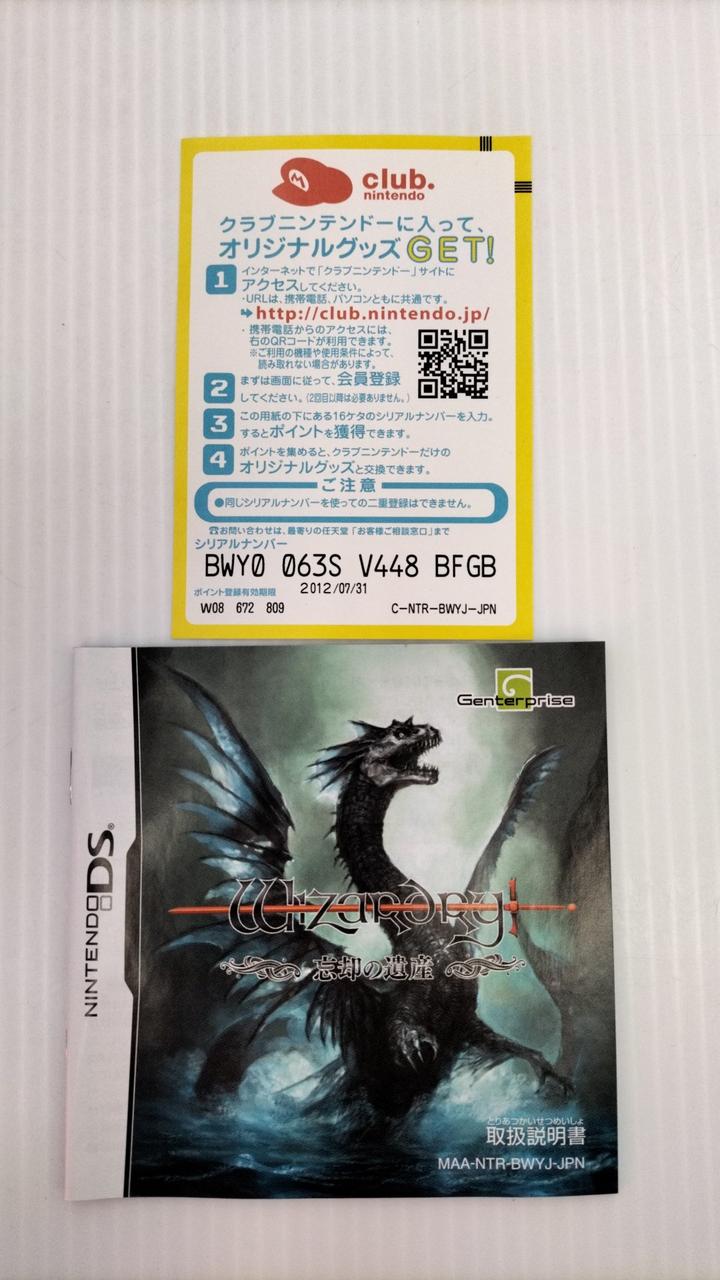 M
club.
nintendo
クラブニンテンドーに入って、
オリジナルグッズGET!
1 インターネットで「クラブニンテンドー」サイトに
アクセスしてください。
・URLは、携帯電話、パソコンともに共通です。
➡http://club.nintendo.jp/
・携帯電話からのアクセスには、
右のQRコードが利用できます。
※ご利用の機種や使用条件によって、
読み取れない場合があります。
2 まずは画面に従って、会員登録
してください。(2回目以降は必要ありません。)
3 この用紙の下にある16ケタのシリアルナンバーを入力。
するとポイントを獲得できます。
4 ポイントを集めると、クラブニンテンドーだけの
オリジナルグッズと交換できます。
ご注意
●同じシリアルナンバーを使っての二重登録はできません。
☎お問い合わせは、最寄りの任天堂「お客様ご相談窓口」まで
シリアルナンバー
BWY0 063S V448 BFGB
ポイント登録有効期限 2012/07/31
W08 672 809 C-NTR-BWYJ-JPN
Genterprise
NINTENDO DS®
Wizardry
忘却の遺産
とりあつかいせつめいしょ
取扱説明書
MAA-NTR-BWYJ-JPN